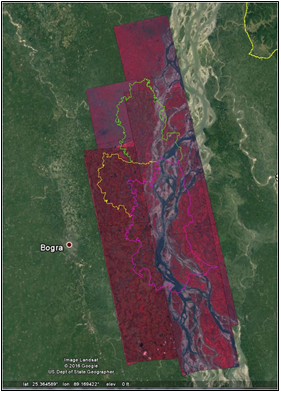 Bogra
Image Landsat
© 2016 Google
US Dept of State Geographer
lat 25.364569° lon 89.169422° elev 0 ft